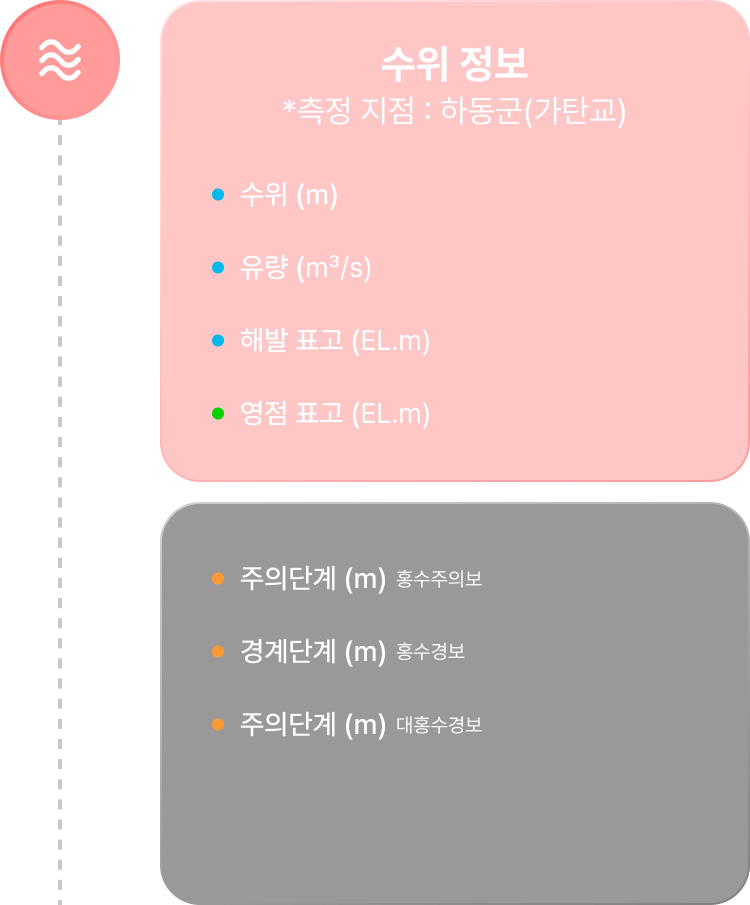 수위 정보
*측정 지점 : 하동군(가탄교)
수위 (m)
유량 (m³/s)
해발 표고 (EL.m)
영점 표고 (EL.m)
주의단계 (m) 홍수주의보
경계단계 (m) 홍수경보
주의단계 (m) 대홍수경보